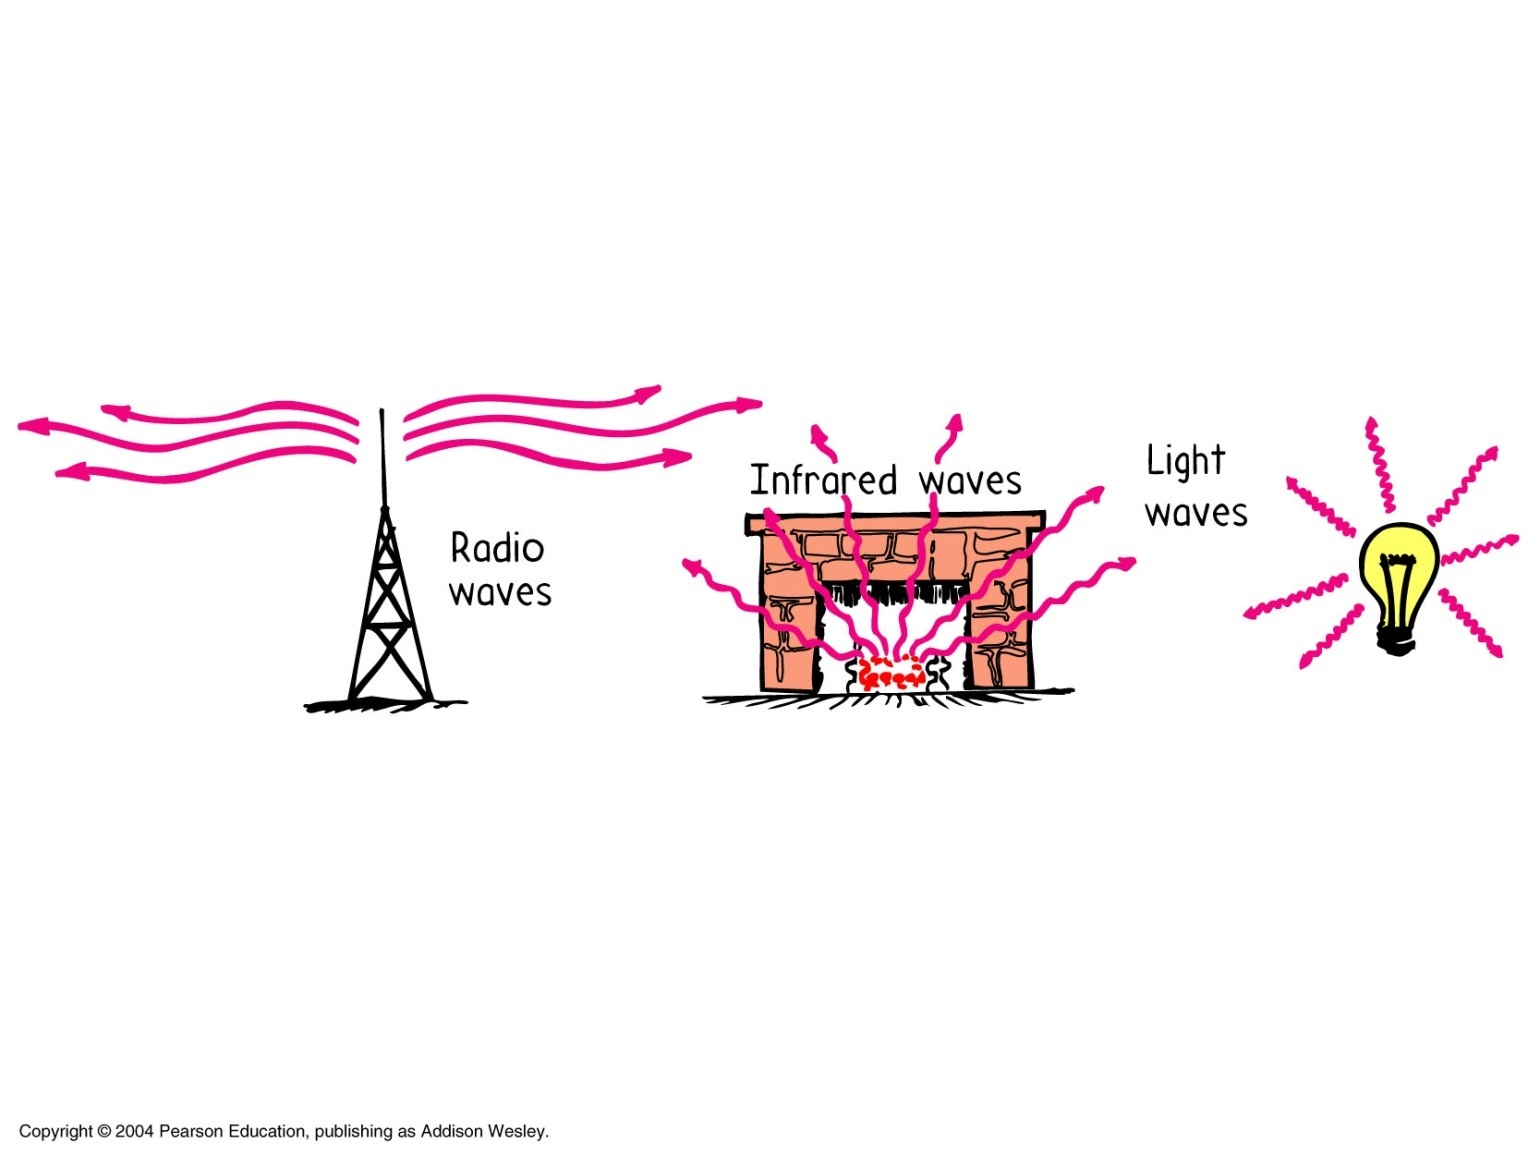 Radio
waves
Infrared waves
Light
waves
Copyright © 2004 Pearson Education, publishing as Addison Wesley.